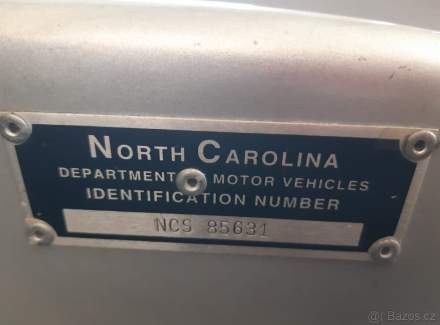 NORTH CAROLINA
DEPARTMENT MOTOR VEHICLES
IDENTIFICATION NUMBER
NCS 85631
@j Bazos.cz